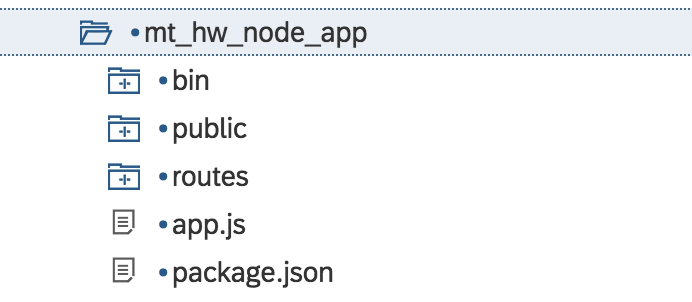 mt_hw_node_app
bin
public
routes
app.js
package.json